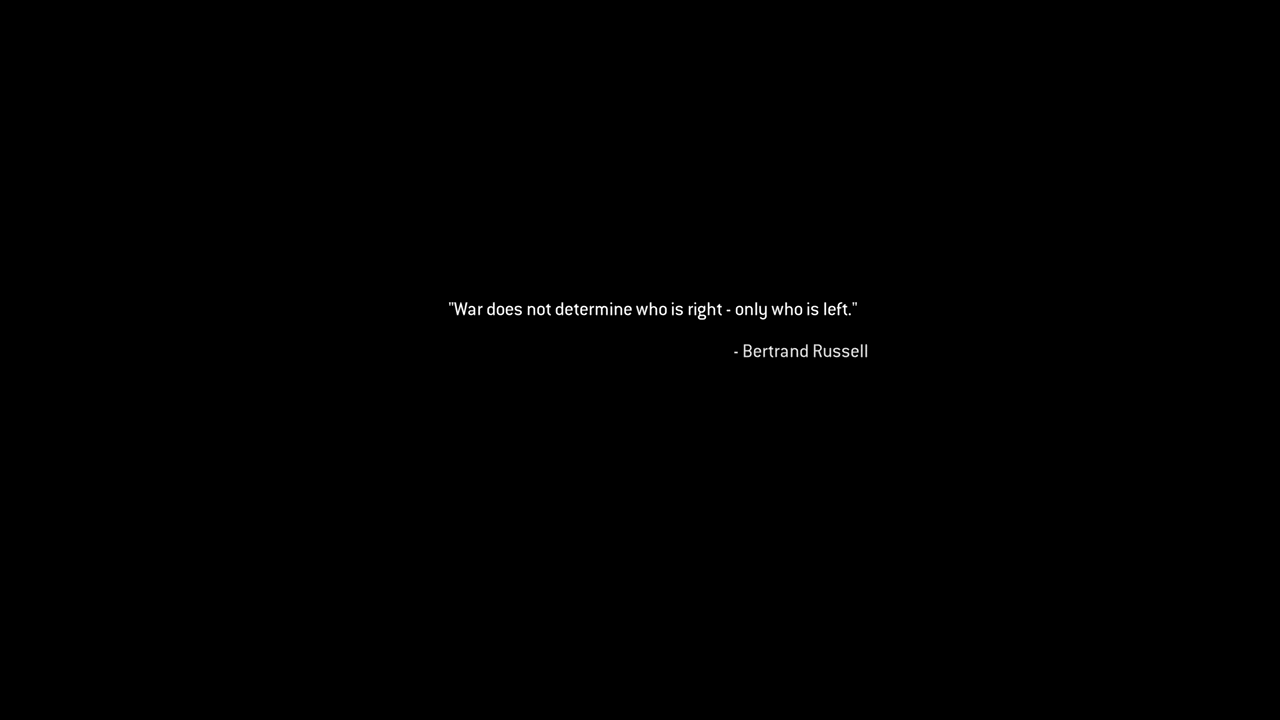 "War does not determine who is right - only who is left."
- Bertrand Russell